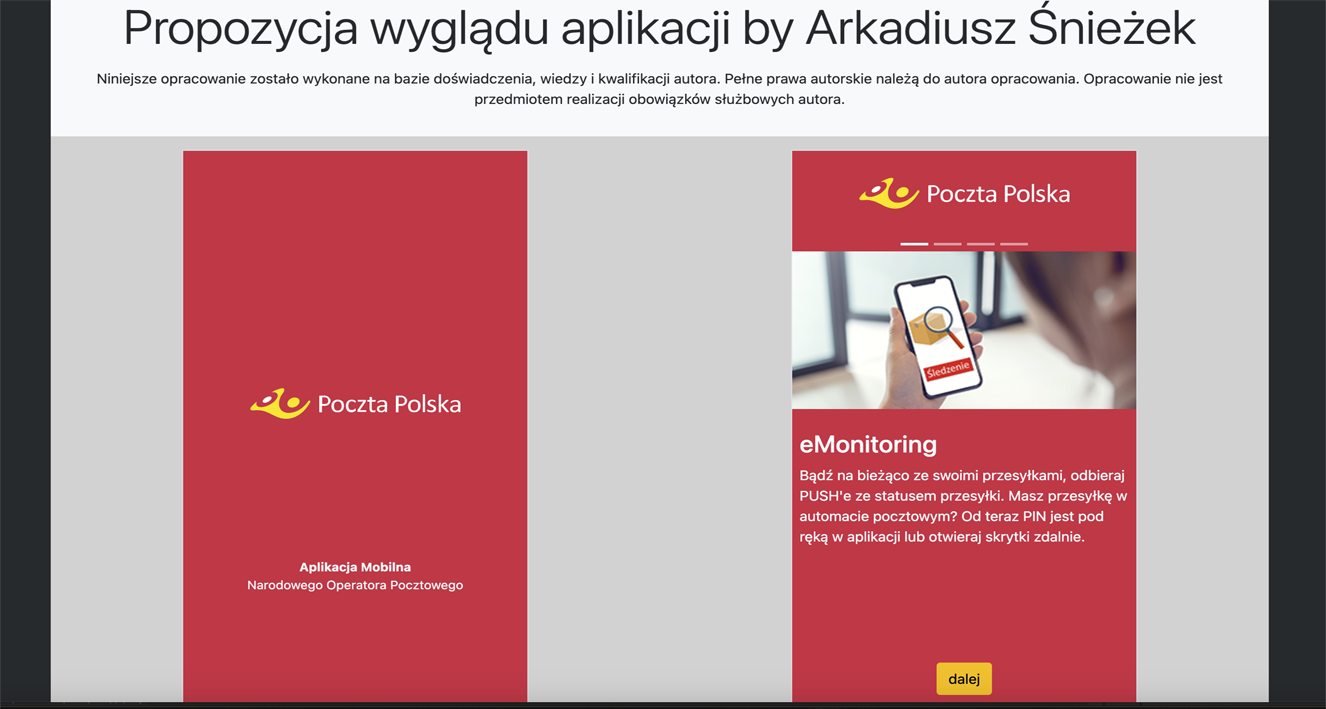 Propozycja wyglądu aplikacji by Arkadiusz Śnieżek
Niniejsze opracowanie zostało wykonane na bazie doświadczenia, wiedzy i kwalifikacji autora. Pełne prawa autorskie należą do autora opracowania. Opracowanie nie jest
przedmiotem realizacji obowiązków służbowych autora.
Poczta Polska
Aplikacja Mobilna
Narodowego Operatora Pocztowego
Poczta Polska
Śledzenie
eMonitoring
Bądź na bieżąco ze swoimi przesyłkami, odbieraj
PUSH'e ze statusem przesyłki. Masz przesyłkę w
automacie pocztowym? Od teraz PIN jest pod
ręką w aplikacji lub otwieraj skrytki zdalnie.
dalej